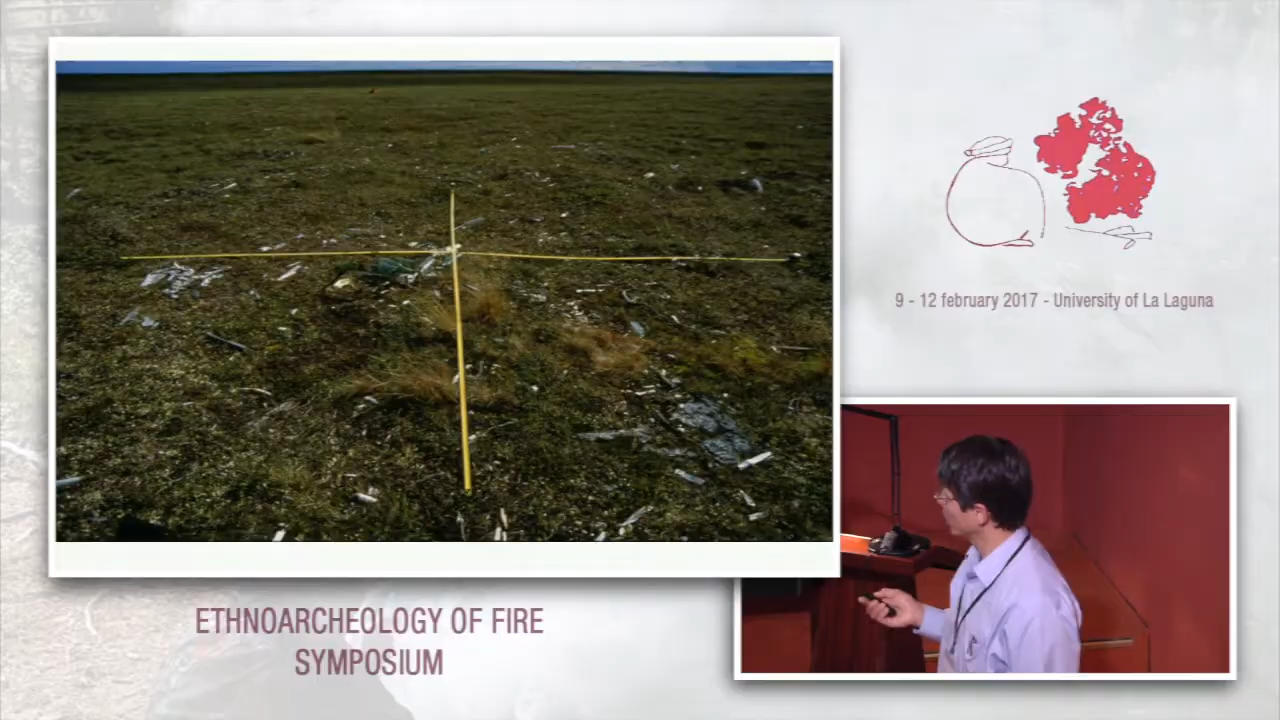 9 - 12 february 2017 - University of La Laguna
ETHNOARCHEOLOGY OF FIRE
SYMPOSIUM